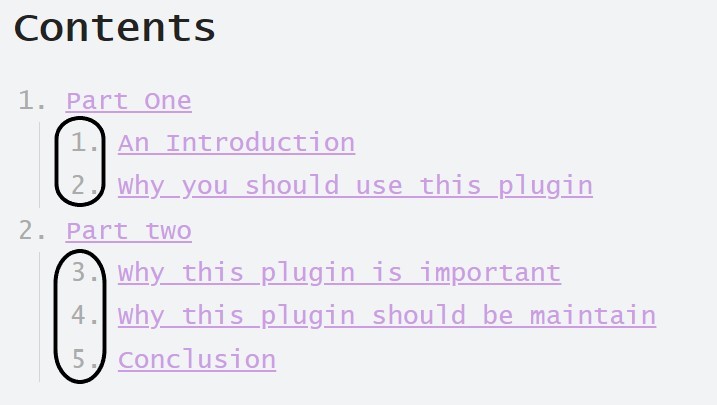 Contents
1. Part One
1. An Introduction
2. Why you should use this plugin
2. Part two
3. Why this plugin is important
4. Why this plugin should be maintain
5. Conclusion